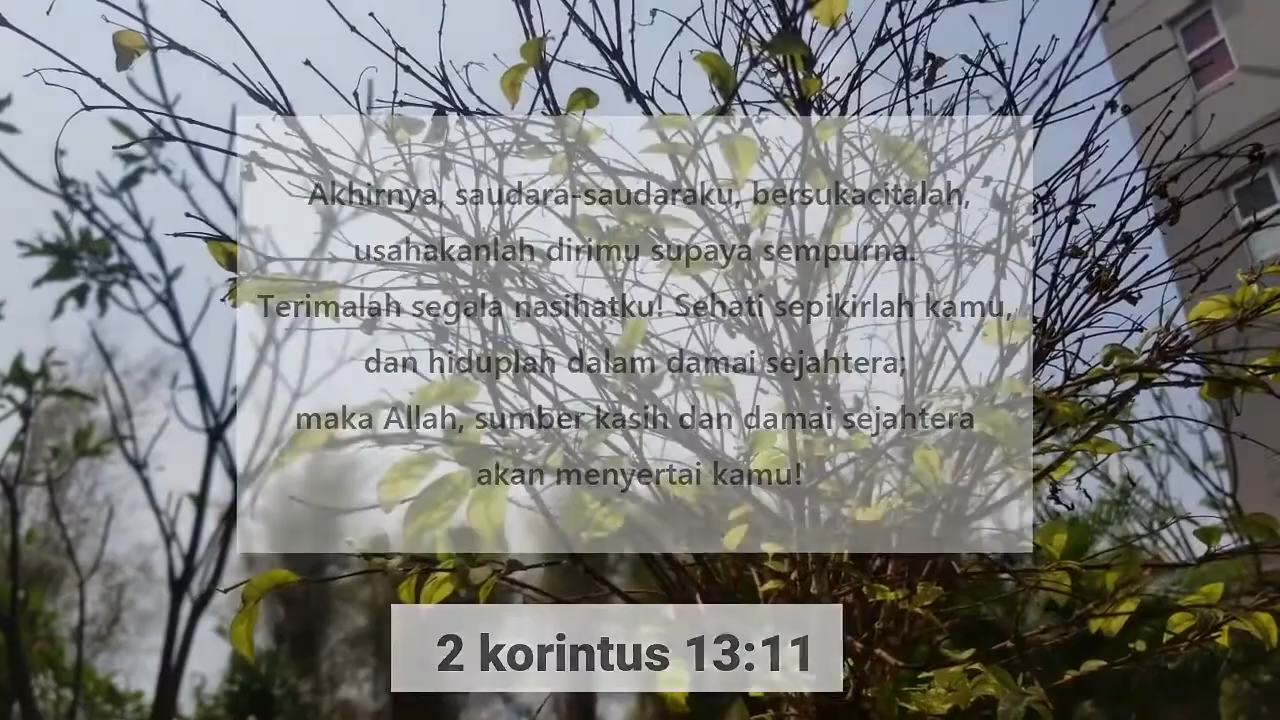 Akhirnya, saudara-saudaraku, bersukacitalah,
usahakanlah dirimu supaya sempurna.
Terimalah segala nasihatku! Sehati sepikirlah kamu,
dan hiduplah dalam damai sejahtera;
maka Allah, sumber kasih dan damai sejahtera
akan menyertai kamu!
2 korintus 13:11